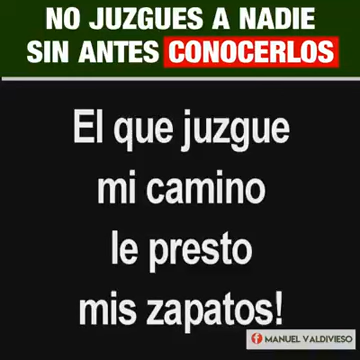 NO JUZGUES A NADIE
SIN ANTES CONOCERLOS
El que juzgue
mi camino
le presto
mis zapatos!
f MANUEL VALDIVIESO